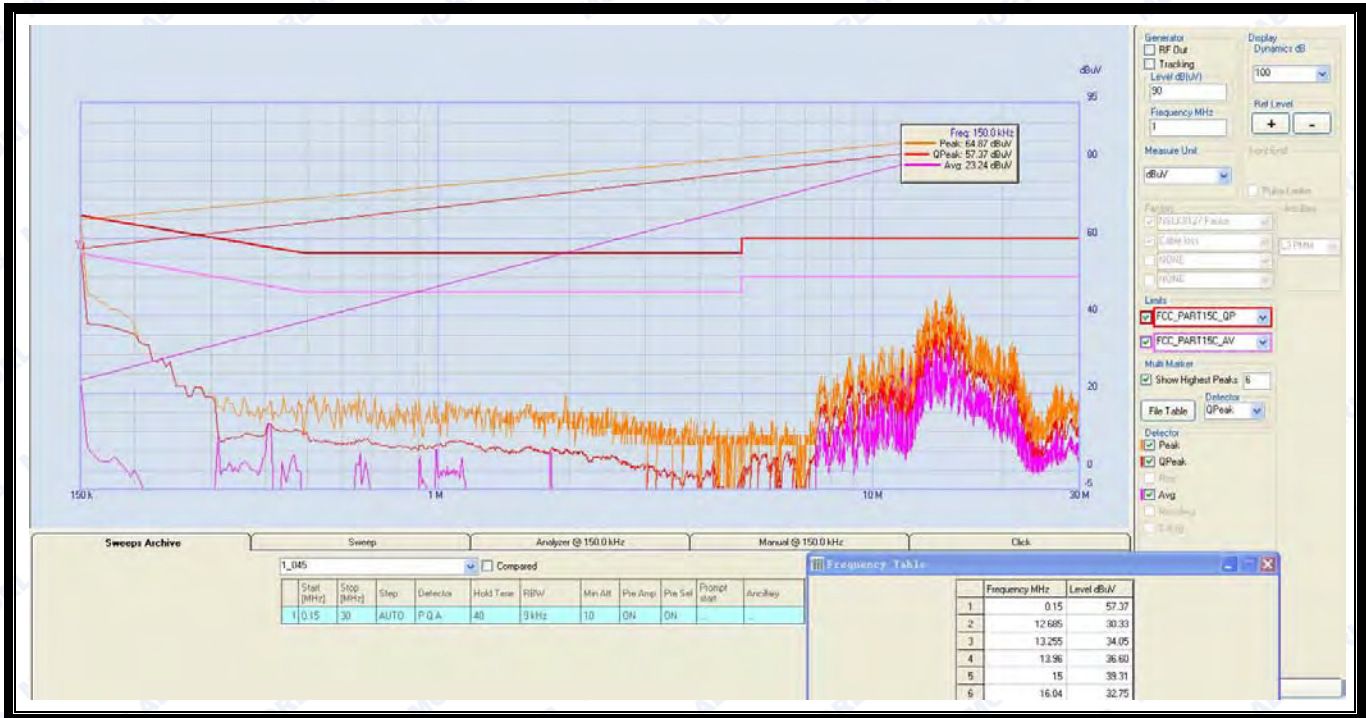 dBuV
95
80
60
40
20
0
-5
150 k
1 M
10 M
30 M
Freq: 150.0 kHz
Peak: 64.87 dBuV
QPeak: 57.37 dBuV
Avg: 23.24 dBuV
Generator
RF Out
Tracking
Level dB(uV)
90
Frequency MHz
1
Display
Dynamics dB
100
Ref Level
+ -
Measure Unit
dBuV
Cable loss
NONE
NONE
Limits
FCC_PART15C_QP
FCC_PART15C_AV
Multi Marker
Show Highest Peaks 6
File Table
Detector
QPeak
Detector
Peak
QPeak
Avg
Sweeps Archive
Sweep
Analyzer @ 150.0 kHz
Manual @ 150.0 kHz
Click
1_045
Compared
Start [MHz] Stop [MHz] Step Detector Hold Time RBW Min Att Pre Amp Pre Sel Prompt start Ancillary
1 0.15 30 AUTO P Q A 40 9 kHz 10 ON ON ... ...
Frequency Table
Frequency MHz Level dBuV
1 0.15 57.37
2 12.685 30.33
3 13.255 34.05
4 13.96 36.60
5 15 39.31
6 16.04 32.75